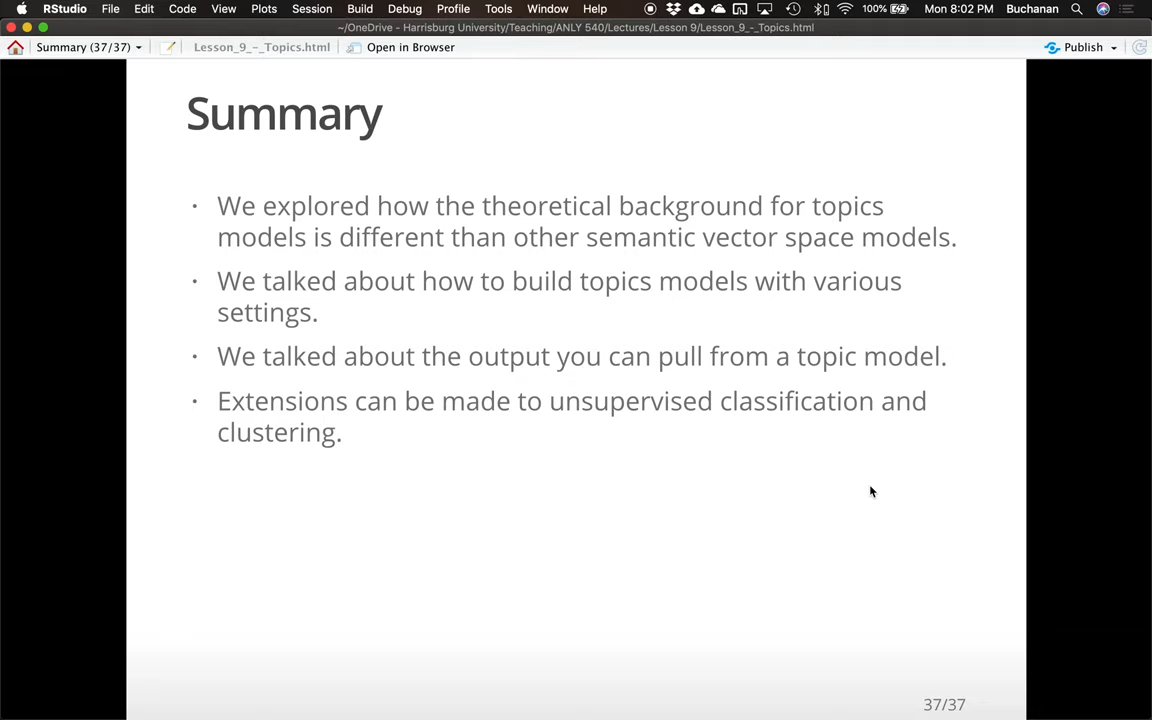 RStudio File Edit Code View Plots Session Build Debug Profile Tools Window Help 100% Mon 8:02 PM Buchanan
~/OneDrive - Harrisburg University/Teaching/ANLY 540/Lectures/Lesson 9/Lesson_9_-_Topics.html
Summary (37/37) Lesson_9_-_Topics.html Open in Browser Publish
Summary
• We explored how the theoretical background for topics
models is different than other semantic vector space models.
• We talked about how to build topics models with various
settings.
• We talked about the output you can pull from a topic model.
• Extensions can be made to unsupervised classification and
clustering.
37/37